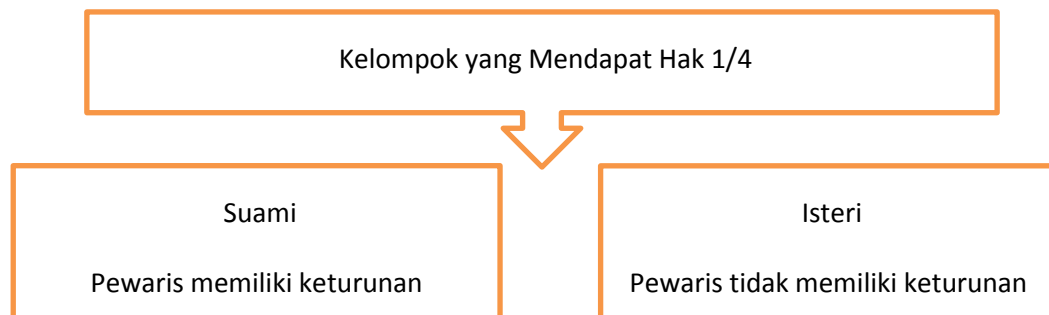 Kelompok yang Mendapat Hak 1/4
Suami
Pewaris memiliki keturunan
Isteri
Pewaris tidak memiliki keturunan